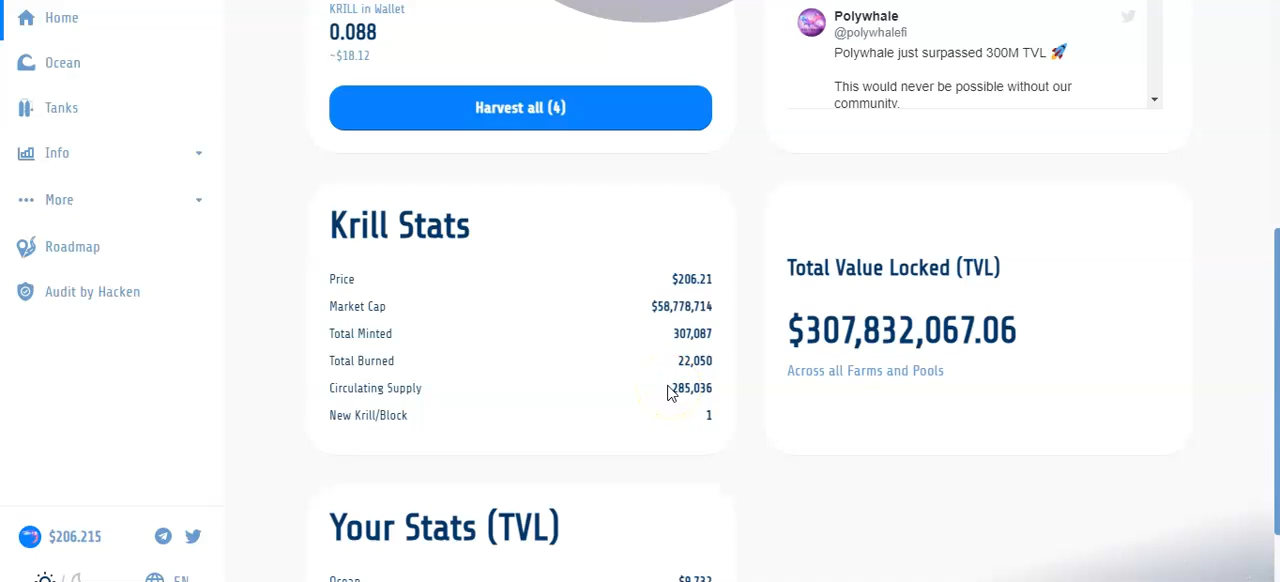 Home
Ocean
Tanks
Info
More
Roadmap
Audit by Hacken
$206.215
EN
KRILL in Wallet
0.088
~$18.12
Harvest all (4)
Polywhale
@polywhalefi
Polywhale just surpassed 300M TVL 🚀
This would never be possible without our
community.
Krill Stats
Price $206.21
Market Cap $58,778,714
Total Minted 307,087
Total Burned 22,050
Circulating Supply 285,036
New Krill/Block 1
Total Value Locked (TVL)
$307,832,067.06
Across all Farms and Pools
Your Stats (TVL)
Ocean $9,732